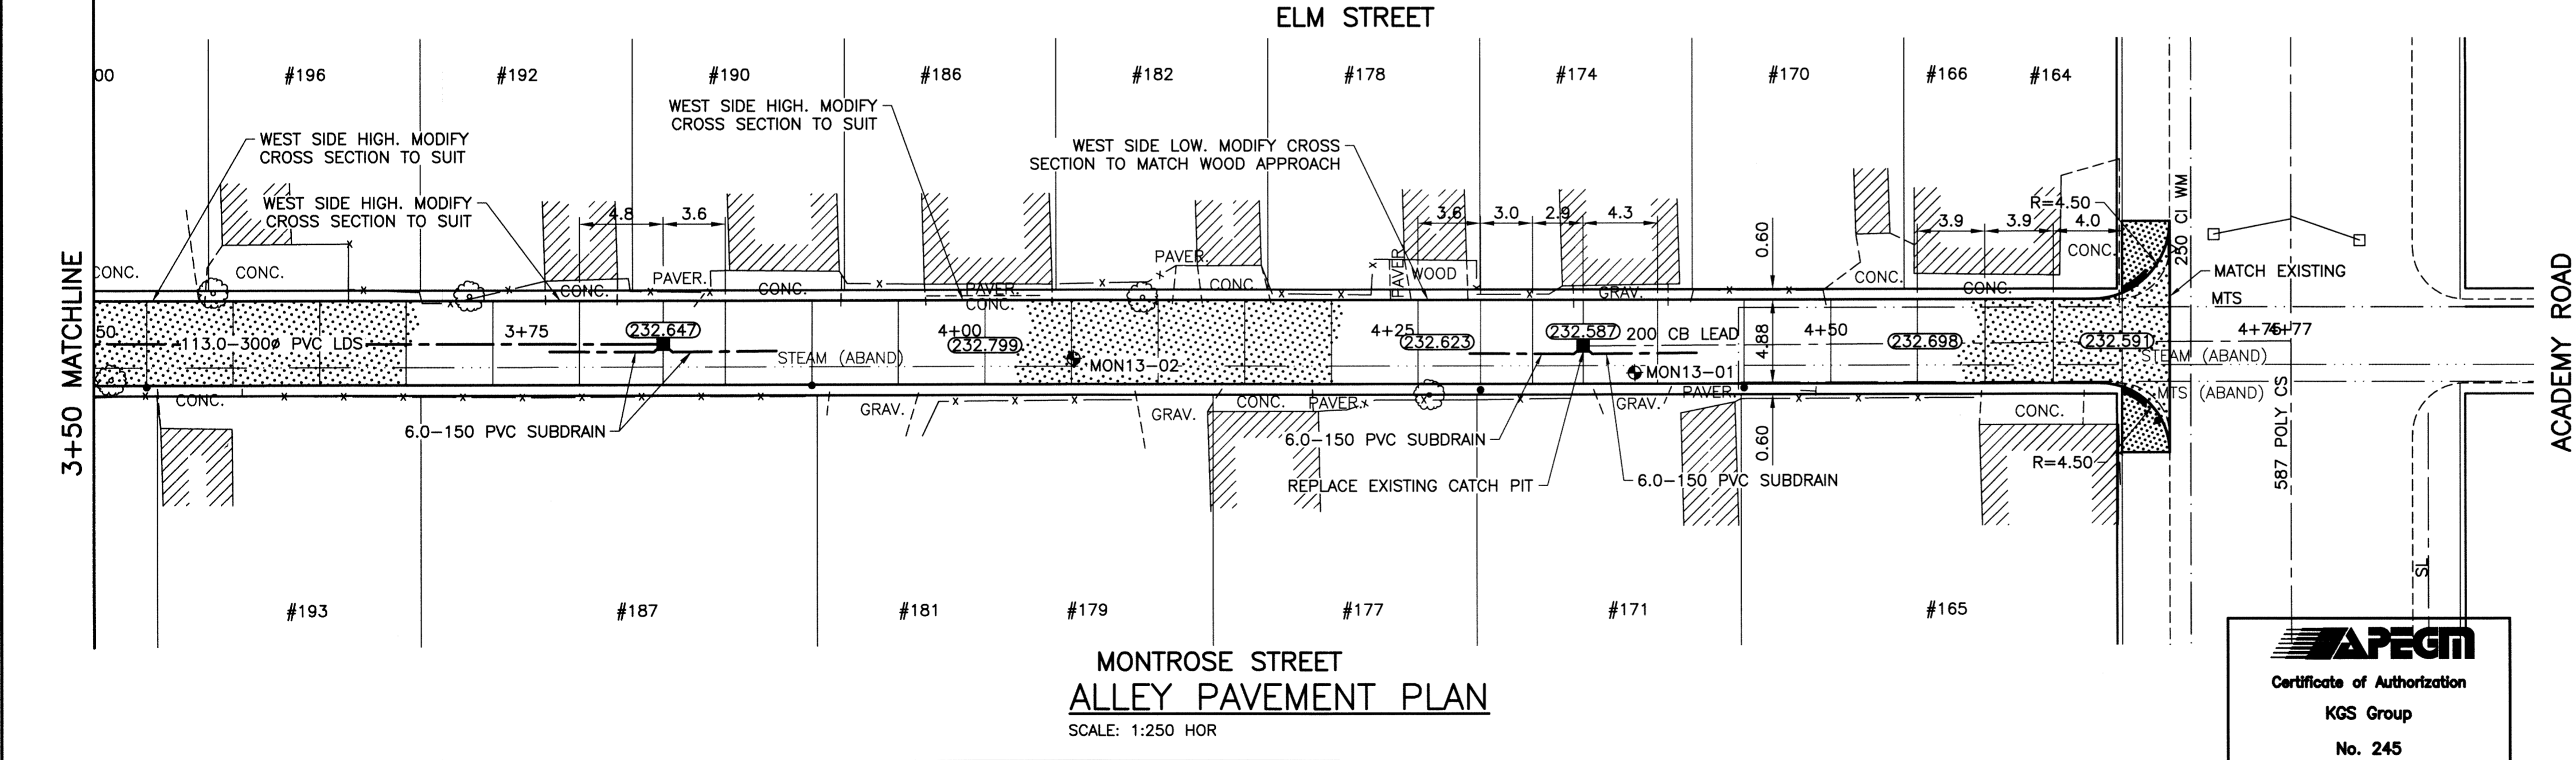 ELM STREET
00
#196
#192
#190
#186
#182
#178
#174
#170
#166
#164
WEST SIDE HIGH. MODIFY
CROSS SECTION TO SUIT
WEST SIDE HIGH. MODIFY
CROSS SECTION TO SUIT
WEST SIDE HIGH. MODIFY
CROSS SECTION TO SUIT
WEST SIDE LOW. MODIFY CROSS
SECTION TO MATCH WOOD APPROACH
4.8
3.6
3.6
3.0
2.9
4.3
0.60
3.9
3.9
4.0
R=4.50
250 CI WM
CONC.
CONC.
CONC.
PAVER.
CONC.
PAVER.
CONC.
PAVER.
CONC.
PAVER
WOOD
GRAV.
CONC.
CONC.
CONC.
MATCH EXISTING
MTS
3+50 MATCHLINE
50
113.0-300ø PVC LDS
3+75
232.647
STEAM (ABAND)
4+00
232.799
MON13-02
4+25
232.623
232.587
200 CB LEAD
MON13-01
4.88
4+50
232.698
232.591
4+75
4+77
STEAM (ABAND)
MTS (ABAND)
ACADEMY ROAD
CONC.
GRAV.
GRAV.
CONC.
PAVER.
GRAV.
PAVER.
CONC.
6.0-150 PVC SUBDRAIN
6.0-150 PVC SUBDRAIN
REPLACE EXISTING CATCH PIT
6.0-150 PVC SUBDRAIN
0.60
R=4.50
587 POLY CS
SL
#193
#187
#181
#179
#177
#171
#165
MONTROSE STREET
ALLEY PAVEMENT PLAN
SCALE: 1:250 HOR
APEGM
Certificate of Authorization
KGS Group
No. 245